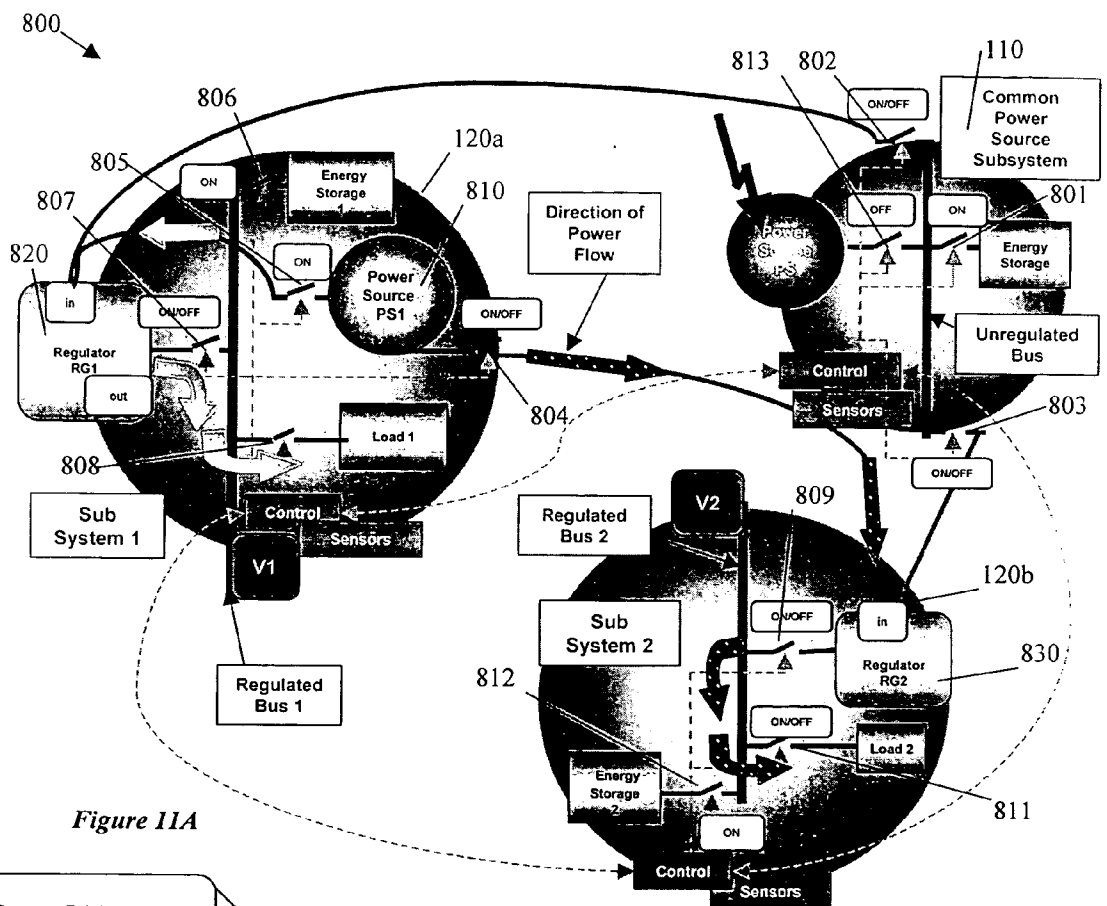 800
110
802
813
ON/OFF
Common
Power
Source
Subsystem
806
120a
805
ON
Energy
Storage
1
810
801
807
Direction of
Power
Flow
OFF
ON
820
ON
Power
Source
PS1
Power
Source
PS
Energy
Storage
in
ON/OFF
ON/OFF
Regulator
RG1
Unregulated
Bus
out
804
Control
Sensors
803
Load 1
808
ON/OFF
Sub
System 1
Control
Sensors
V1
Regulated
Bus 2
V2
809
120b
Sub
System 2
ON/OFF
in
Regulator
RG2
830
Regulated
Bus 1
812
ON/OFF
Load 2
Energy
Storage
2
811
ON
Figure 11A
Control
Sensors